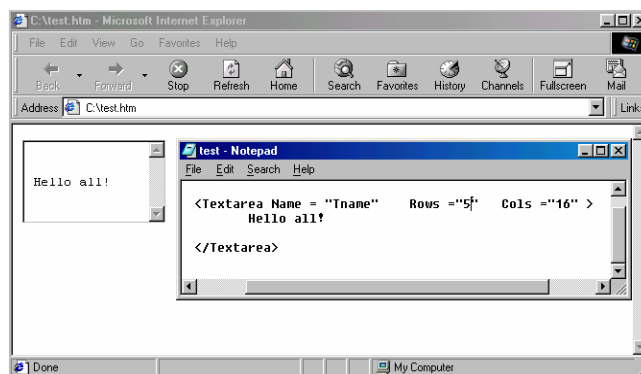 C:\test.htm - Microsoft Internet Explorer
File Edit View Go Favorites Help
Back Forward Stop Refresh Home Search Favorites History Channels Fullscreen Mail
Address C:\test.htm Link
Hello all!
test - Notepad
File Edit Search Help
<Textarea Name = "Tname" Rows ="5" Cols ="16" >
Hello all!
</Textarea>
Done My Computer